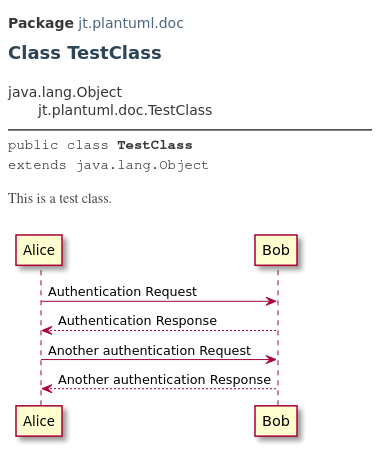 Package jt.plantuml.doc
Class TestClass
java.lang.Object
jt.plantuml.doc.TestClass
public class TestClass
extends java.lang.Object
This is a test class.
Alice Bob
Authentication Request
Authentication Response
Another authentication Request
Another authentication Response
Alice Bob